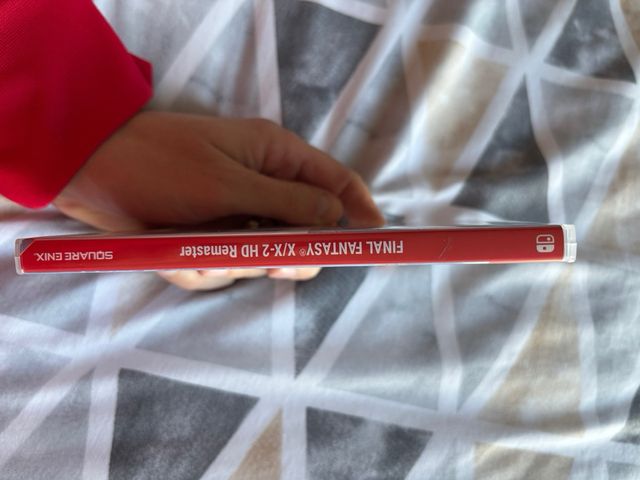 FINAL FANTASY® X/X-2 HD Remaster
SQUARE ENIX